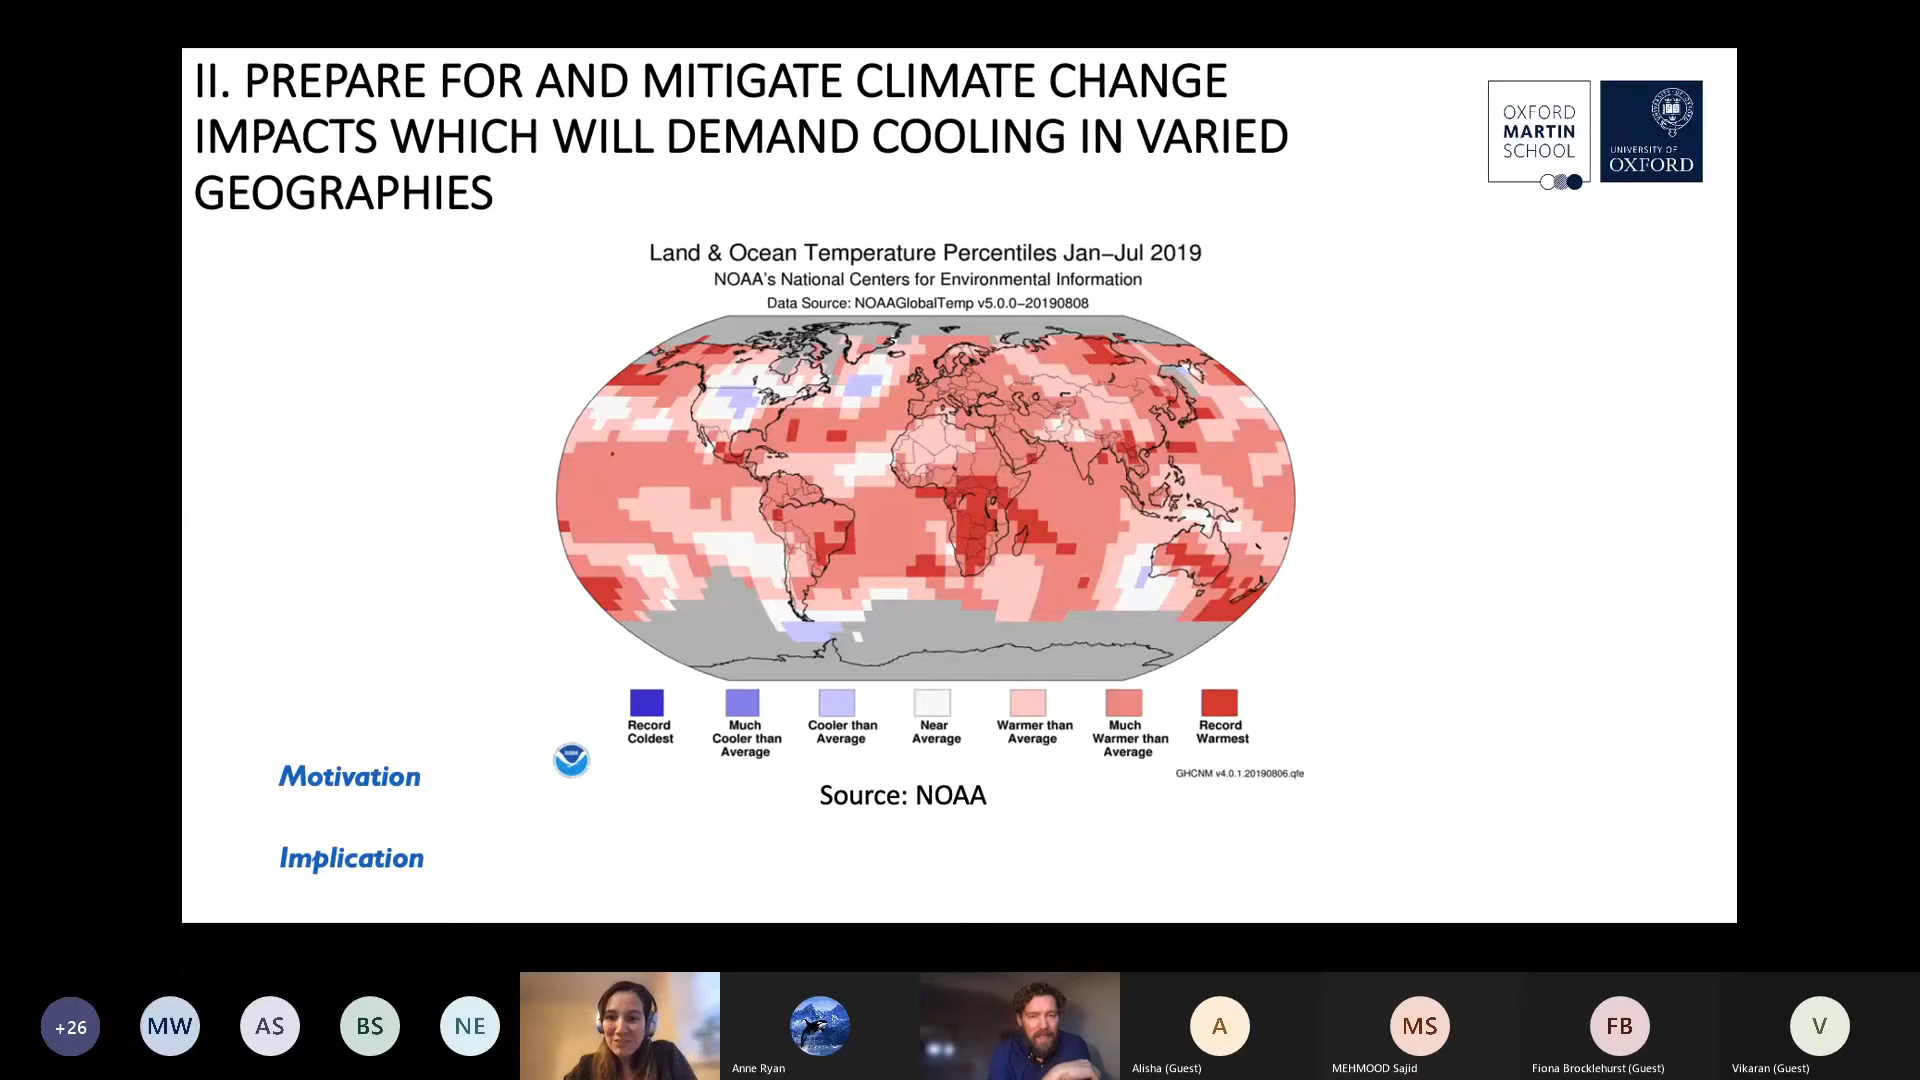 II. PREPARE FOR AND MITIGATE CLIMATE CHANGE
IMPACTS WHICH WILL DEMAND COOLING IN VARIED
GEOGRAPHIES
OXFORD
MARTIN
SCHOOL
UNIVERSITY OF
OXFORD
Land & Ocean Temperature Percentiles Jan–Jul 2019
NOAA's National Centers for Environmental Information
Data Source: NOAAGlobalTemp v5.0.0–20190808
Record
Coldest
Much
Cooler than
Average
Cooler than
Average
Near
Average
Warmer than
Average
Much
Warmer than
Average
Record
Warmest
NOAA
GHCNM v4.0.1.20190806.qfe
Motivation
Source: NOAA
Implication
+26
MW
AS
BS
NE
Anne Ryan
A
Alisha (Guest)
MS
MEHMOOD Sajid
FB
Fiona Brocklehurst (Guest)
V
Vikaran (Guest)